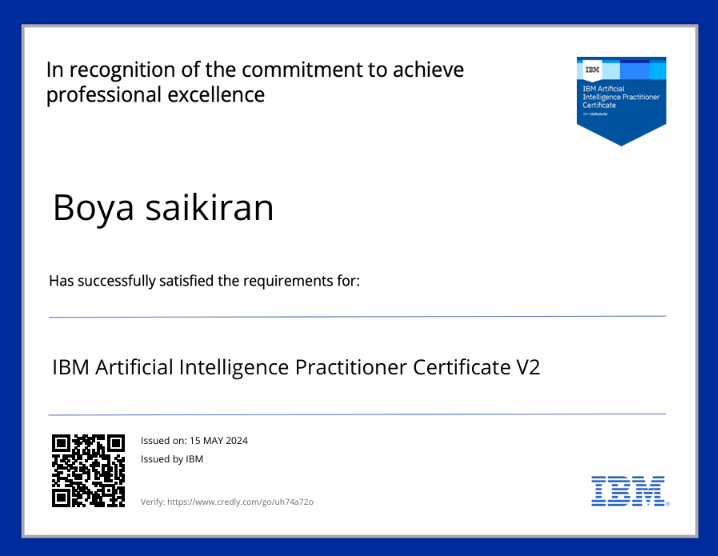 In recognition of the commitment to achieve
professional excellence
IBM
IBM Artificial
Intelligence Practitioner
Certificate
Boya saikiran
Has successfully satisfied the requirements for:
IBM Artificial Intelligence Practitioner Certificate V2
Issued on: 15 MAY 2024
Issued by IBM
Verify: https://www.credly.com/go/uh74a72o
IBM®